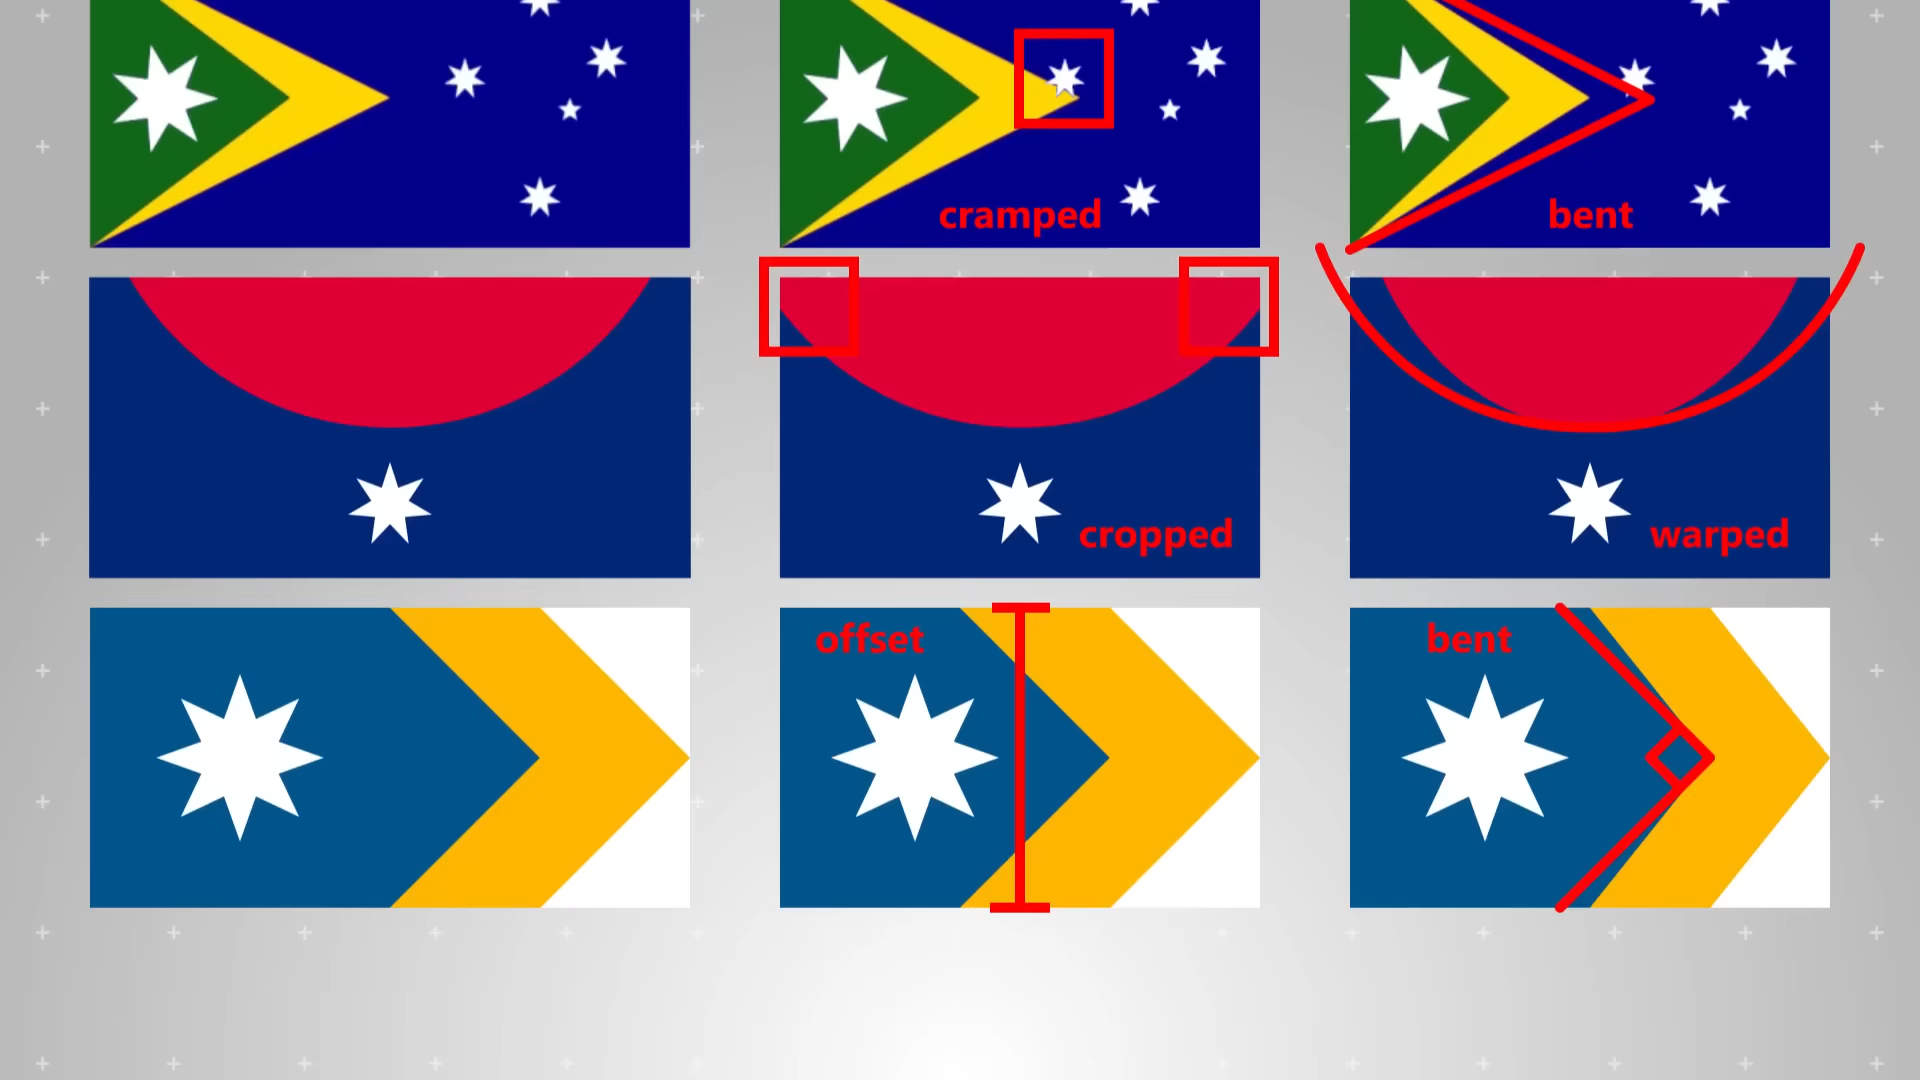 cramped
bent
cropped
warped
offset
bent